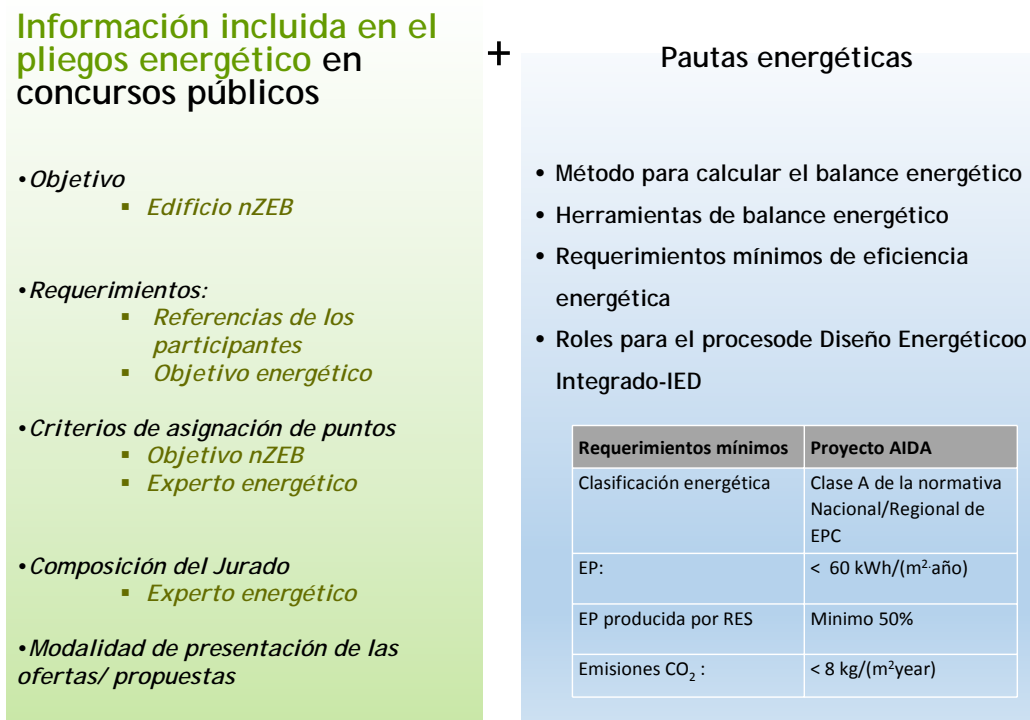 Información incluida en el
pliegos energético en
concursos públicos
•Objetivo
▪ Edificio nZEB
•Requerimientos:
▪ Referencias de los
participantes
▪ Objetivo energético
•Criterios de asignación de puntos
▪ Objetivo nZEB
▪ Experto energético
•Composición del Jurado
▪ Experto energético
•Modalidad de presentación de las
ofertas/ propuestas
+
Pautas energéticas
• Método para calcular el balance energético
• Herramientas de balance energético
• Requerimientos mínimos de eficiencia
energética
• Roles para el procesode Diseño Energéticoo
Integrado-IED
Requerimientos mínimos Proyecto AIDA
Clasificación energética Clase A de la normativa
Nacional/Regional de
EPC
EP: < 60 kWh/(m²·año)
EP producida por RES Minimo 50%
Emisiones CO₂ : < 8 kg/(m²year)